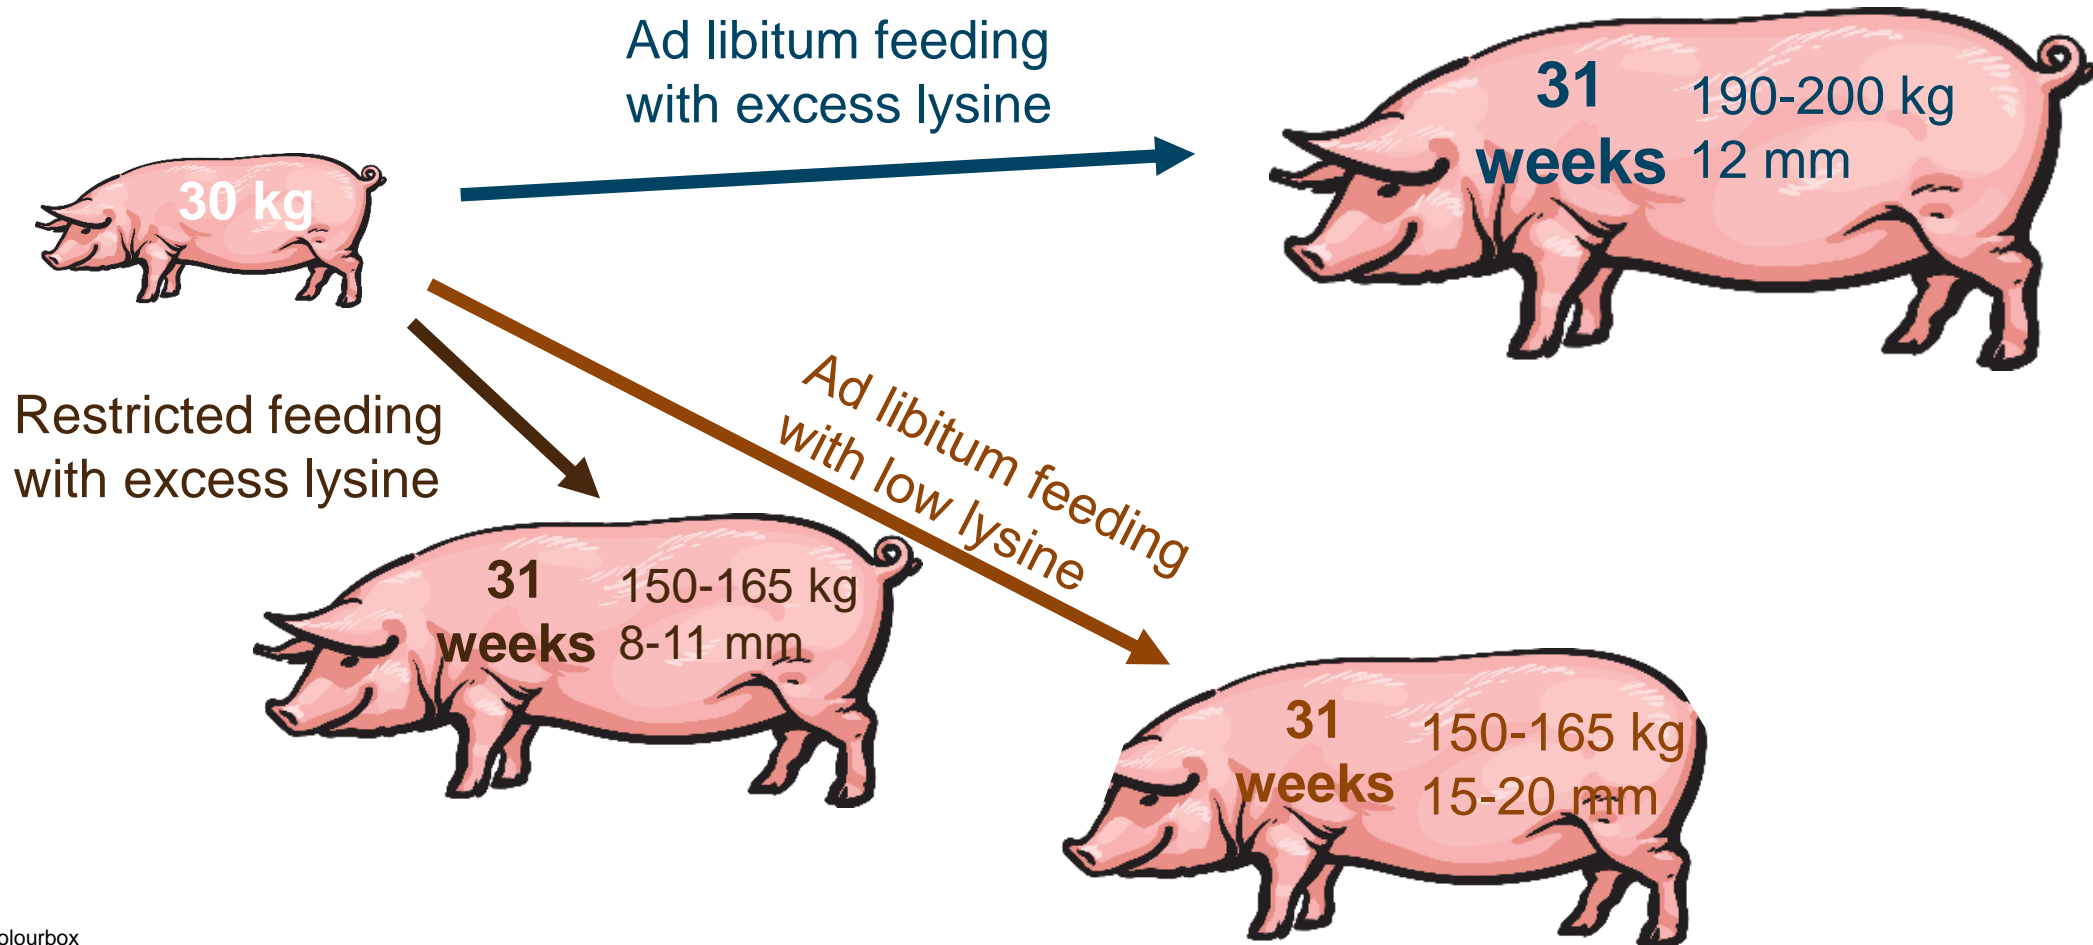 Ad libitum feeding
with excess lysine
31
weeks
190-200 kg
12 mm
30 kg
Restricted feeding
with excess lysine
Ad libitum feeding
with low lysine
31
weeks
150-165 kg
8-11 mm
31
weeks
150-165 kg
15-20 mm
olourbox